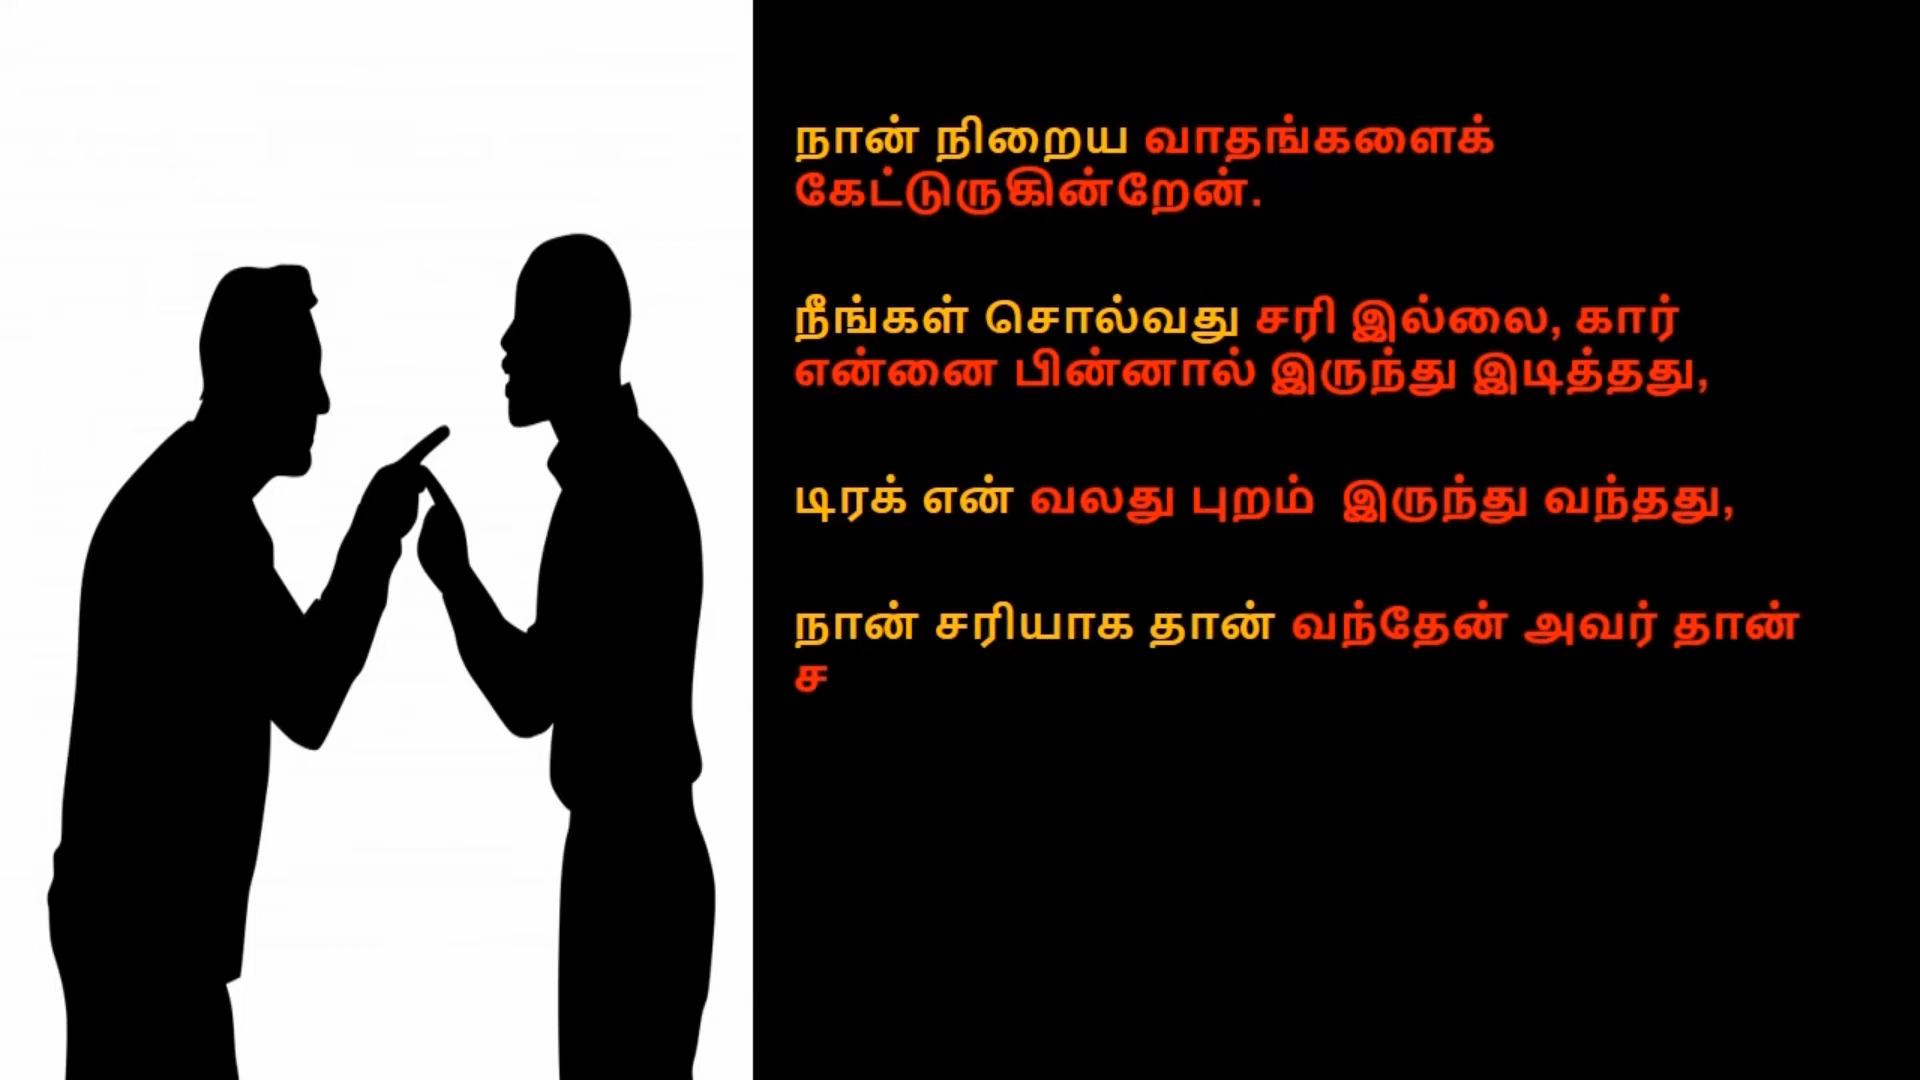 நான் நிறைய வாதங்களைக்
கேட்டுருகின்றேன்.
நீங்கள் சொல்வது சரி இல்லை, கார்
என்னை பின்னால் இருந்து இடித்தது,
டிரக் என் வலது புறம் இருந்து வந்தது,
நான் சரியாக தான் வந்தேன் அவர் தான்
ச